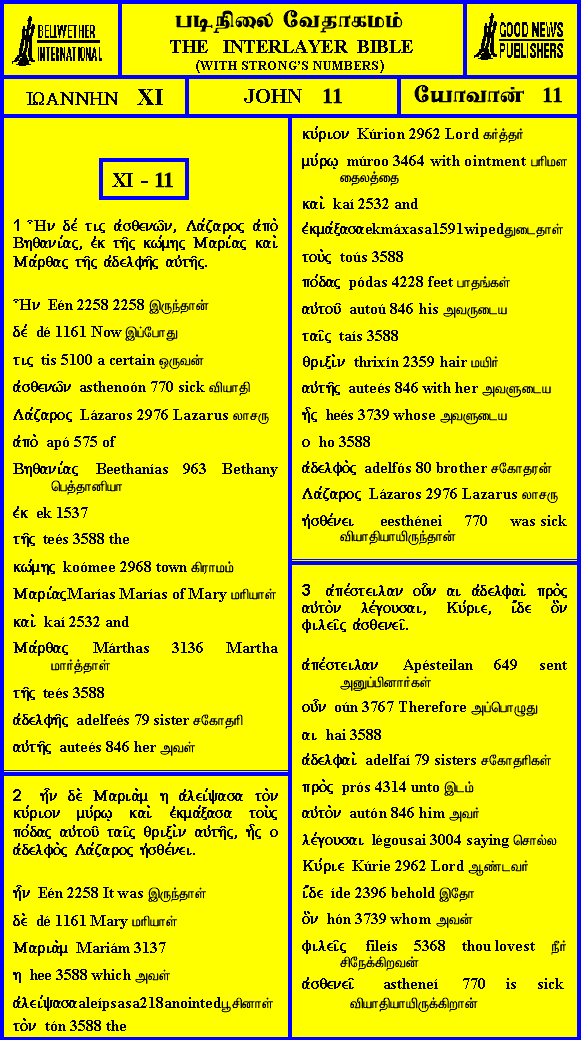 BELLWETHER
INTERNATIONAL
படிநிலை வேதாகமம்
THE INTERLAYER BIBLE
(WITH STRONG'S NUMBERS)
GOOD NEWS
PUBLISHERS
ΙΩΑΝΝΗΝ XI
JOHN 11
யோவான் 11
XI - 11
1 Ἦν δέ τις ἀσθενῶν, Λάζαρος ἀπὸ
Βηθανίας, ἐκ τῆς κώμης Μαρίας καὶ
Μάρθας τῆς ἀδελφῆς αὐτῆς.
Ἦν Eén 2258 2258 இருந்தான்
δέ dé 1161 Now இப்போது
τις tis 5100 a certain ஒருவன்
ἀσθενῶν asthenoón 770 sick வியாதி
Λάζαρος Lázaros 2976 Lazarus லாசரு
ἀπὸ apó 575 of
Βηθανίας Beethanías 963 Bethany
பெத்தானியா
ἐκ ek 1537
τῆς teés 3588 the
κώμης koómee 2968 town கிராமம்
Μαρίας Marías Marías of Mary மரியாள்
καὶ kaí 2532 and
Μάρθας Márthas 3136 Martha
மார்த்தாள்
τῆς teés 3588
ἀδελφῆς adelfeés 79 sister சகோதரி
αὐτῆς auteés 846 her அவள்
2 ἦν δὲ Μαριὰμ η ἀλείψασα τὸν
κύριον μύρῳ καὶ ἐκμάξασα τοὺς
πόδας αὐτοῦ ταῖς θριξὶν αὐτῆς, ἧς ο
ἀδελφὸς Λάζαρος ἠσθένει.
ἦν Eén 2258 It was இருந்தாள்
δὲ dé 1161 Mary மரியாள்
Μαριὰμ Mariám 3137
η hee 3588 which அவள்
ἀλείψασα aleípsasa218anointed பூசினாள்
τὸν tón 3588 the
κύριον Kúrion 2962 Lord கர்த்தர்
μύρῳ múroo 3464 with ointment பரிமள
தைலத்தை
καὶ kaí 2532 and
ἐκμάξασα ekmáxasa1591wiped துடைதாள்
τοὺς toús 3588
πόδας pódas 4228 feet பாதங்கள்
αὐτοῦ autoú 846 his அவருடைய
ταῖς taís 3588
θριξὶν thrixín 2359 hair மயிர்
αὐτῆς auteés 846 with her அவளுடைய
ἧς heés 3739 whose அவளுடைய
ο ho 3588
ἀδελφὸς adelfós 80 brother சகோதரன்
Λάζαρος Lázaros 2976 Lazarus லாசரு
ἠσθένει eesthénei 770 was sick
வியாதியாயிருந்தான்
3 ἀπέστειλαν οὖν αι ἀδελφαὶ πρὸς
αὐτὸν λέγουσαι, Κύριε, ἴδε ὃν
φιλεῖς ἀσθενεῖ.
ἀπέστειλαν Apésteilan 649 sent
அனுப்பினார்கள்
οὖν oún 3767 Therefore அப்பொழுது
αι hai 3588
ἀδελφαὶ adelfaí 79 sisters சகோதரிகள்
πρὸς prós 4314 unto இடம்
αὐτὸν autón 846 him அவர்
λέγουσαι légousai 3004 saying சொல்ல
Κύριε Kúrie 2962 Lord ஆண்டவர்
ἴδε íde 2396 behold இதோ
ὃν hón 3739 whom அவன்
φιλεῖς fileís 5368 thou lovest நீர்
சிநேக்கிறவன்
ἀσθενεῖ astheneí 770 is sick
வியாதியாயிருக்கிறான்